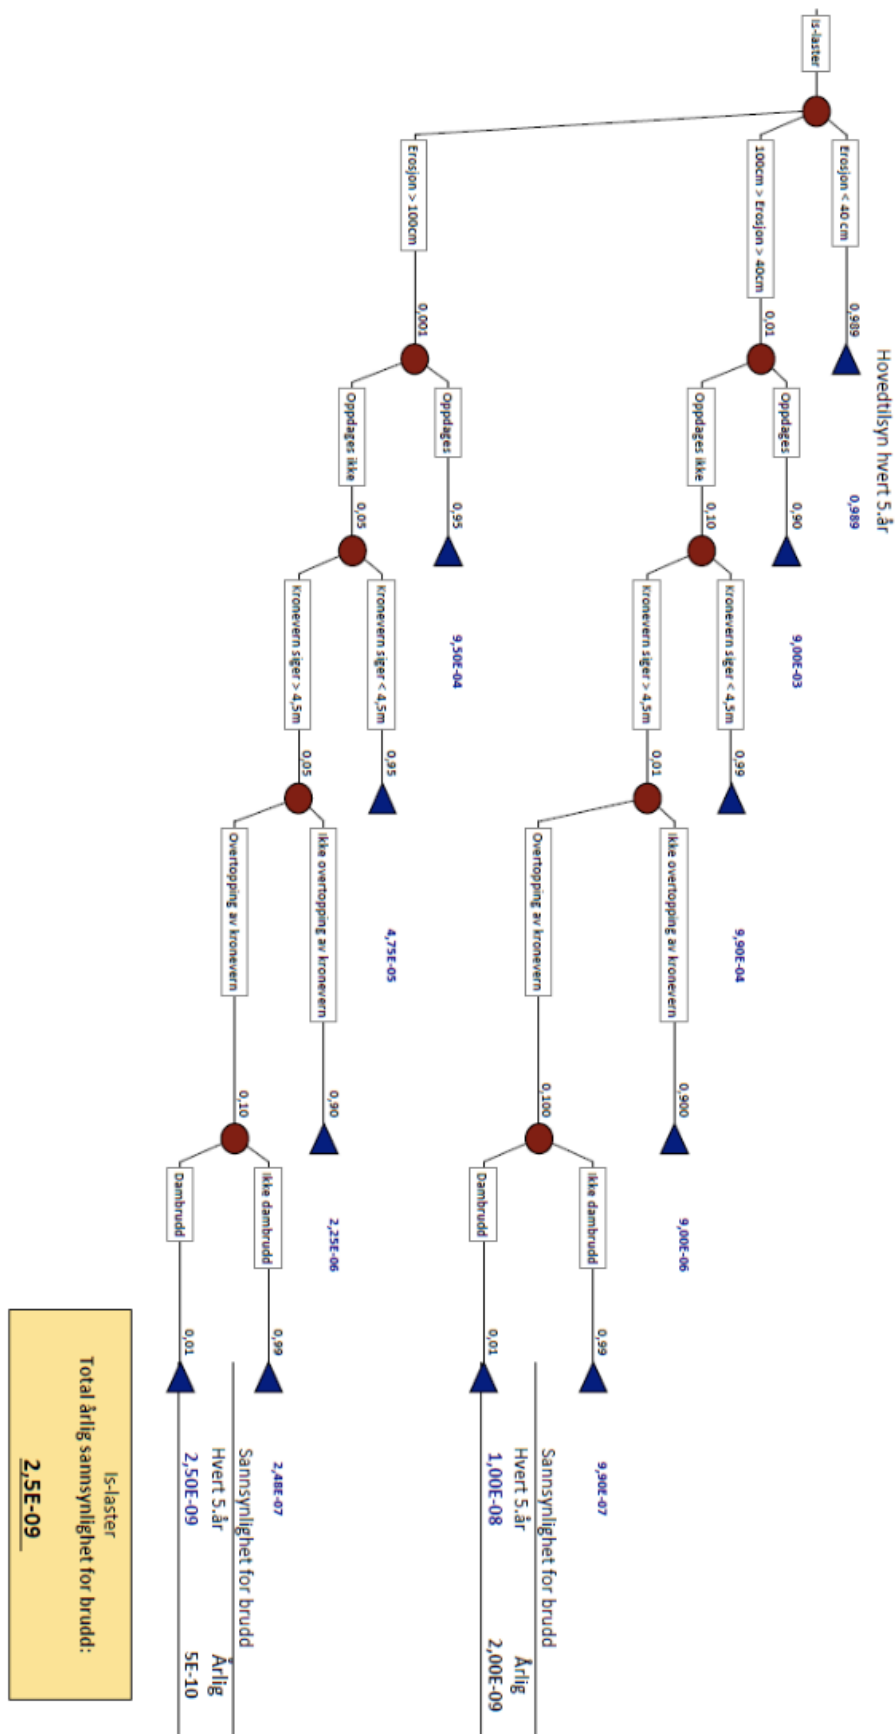 Hovedtilsyn hvert 5.år
Is-laster
Erosjon < 40 cm
0,989
0,989
100cm > Erosjon > 40cm
0,01
Oppdages
0,90
9,00E-03
Oppdages ikke
0,10
Kronevern siger < 4,5m
0,99
9,90E-04
Kronevern siger > 4,5m
0,01
Ikke overtopping av kronevern
0,900
9,00E-06
Overtopping av kronevern
0,100
Ikke dambrudd
0,99
9,90E-07
Sannsynlighet for brudd
Hvert 5.år Årlig
Dambrudd
0,01
1,00E-08 2,00E-09
Erosjon > 100cm
0,001
Oppdages
0,95
9,50E-04
Oppdages ikke
0,05
Kronevern siger < 4,5m
0,95
4,75E-05
Kronevern siger > 4,5m
0,05
Ikke overtopping av kronevern
0,90
2,25E-06
Overtopping av kronevern
0,10
Ikke dambrudd
0,99
2,48E-07
Sannsynlighet for brudd
Hvert 5.år Årlig
Dambrudd
0,01
2,50E-09 5E-10
Is-laster
Total årlig sannsynlighet for brudd:
2,5E-09